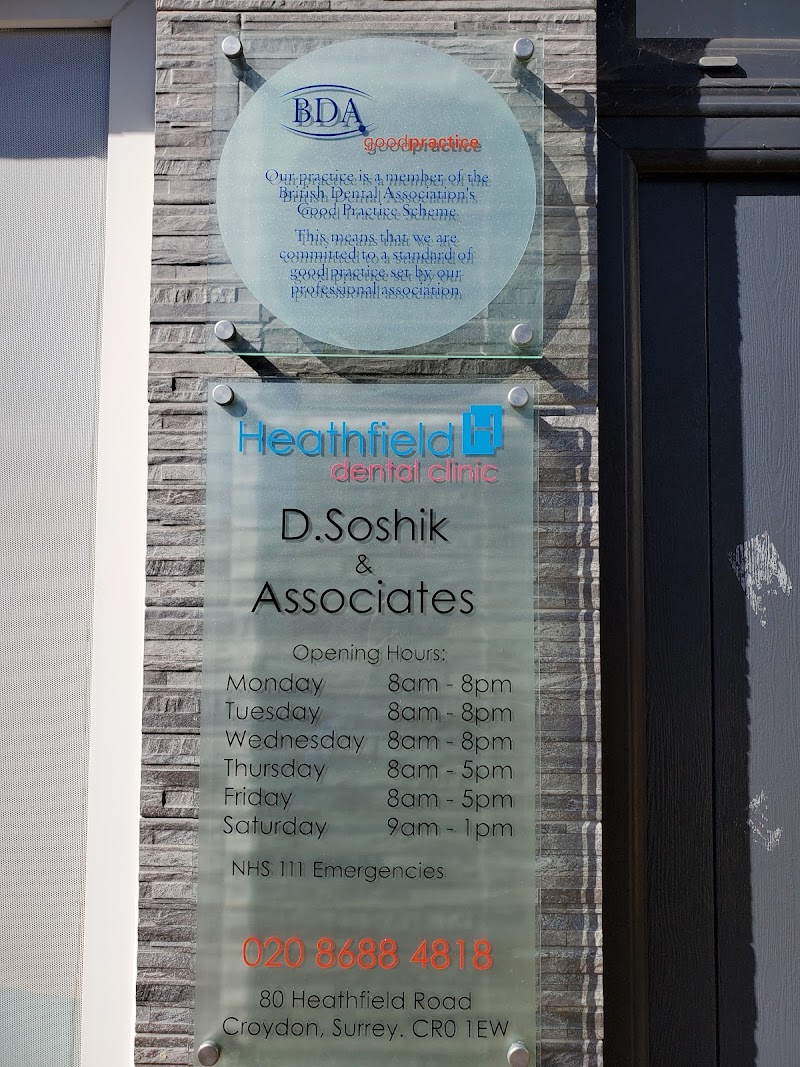 BDA
goodpractice
Our practice is a member of the
British Dental Association's
Good Practice Scheme
This means that we are
committed to a standard of
good practice set by our
professional association
Heathfield H
dental clinic
D.Soshik
&
Associates
Opening Hours:
Monday 8am - 8pm
Tuesday 8am - 8pm
Wednesday 8am - 8pm
Thursday 8am - 5pm
Friday 8am - 5pm
Saturday 9am - 1pm
NHS 111 Emergencies
020 8688 4818
80 Heathfield Road
Croydon, Surrey. CR0 1EW